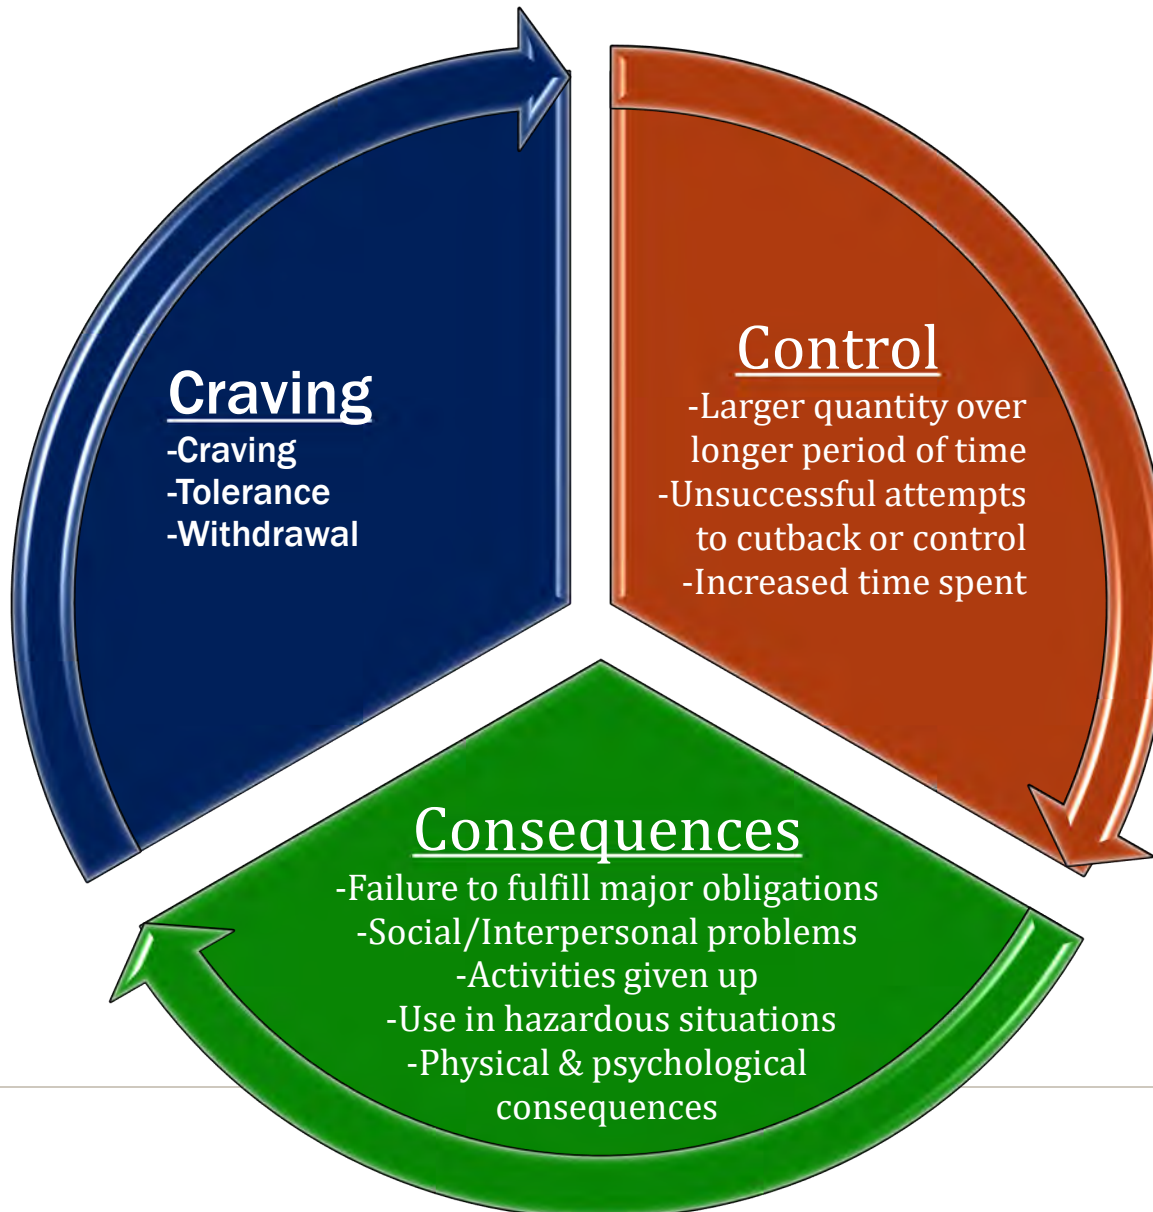 Craving
-Craving
-Tolerance
-Withdrawal
Control
-Larger quantity over
longer period of time
-Unsuccessful attempts
to cutback or control
-Increased time spent
Consequences
-Failure to fulfill major obligations
-Social/Interpersonal problems
-Activities given up
-Use in hazardous situations
-Physical & psychological
consequences